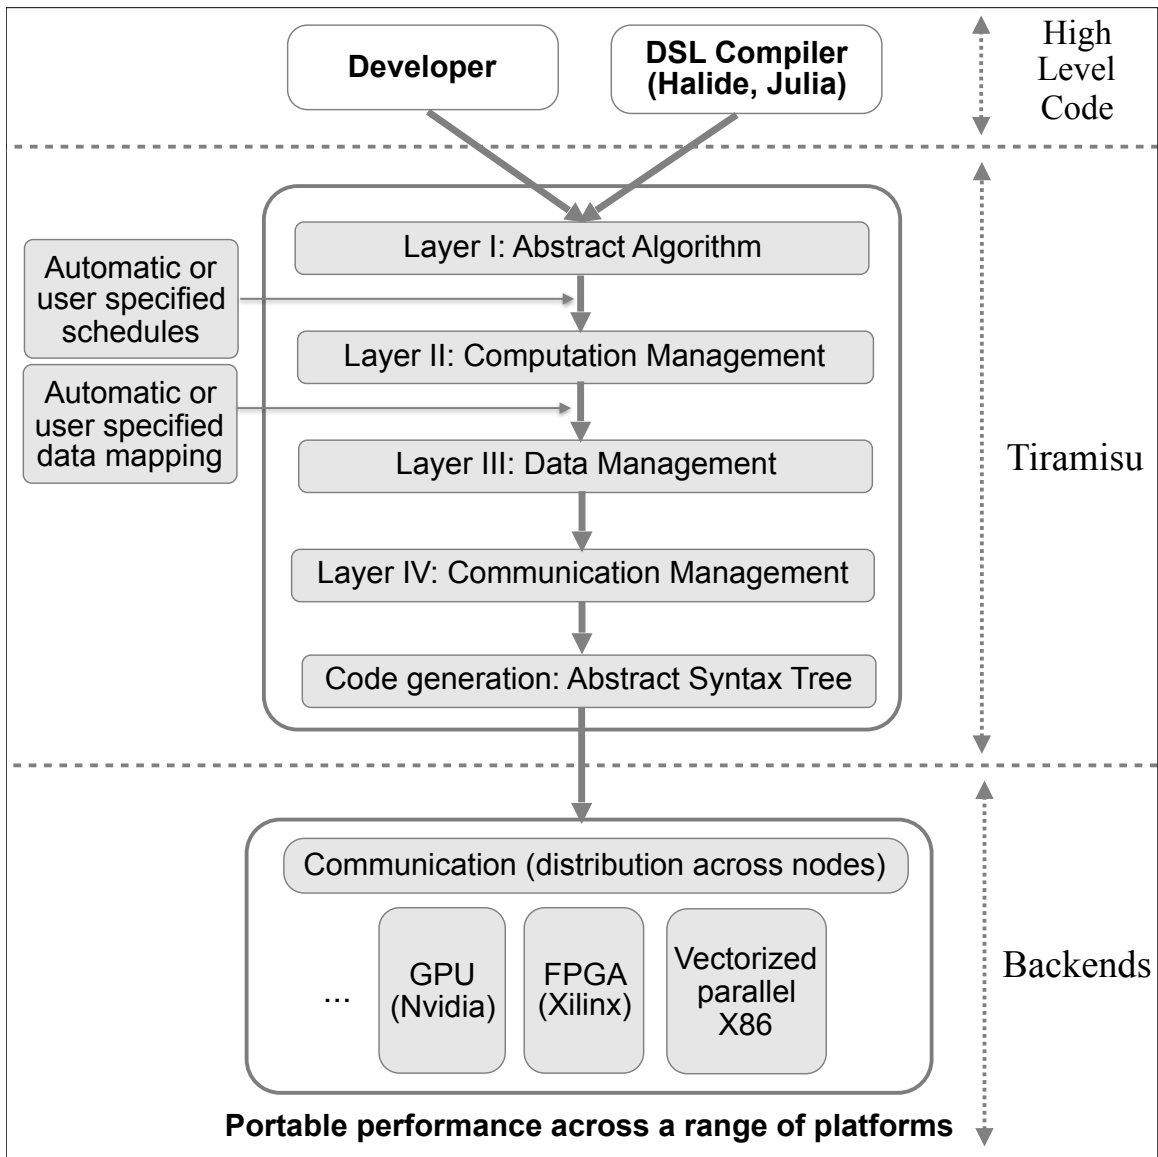 Developer
DSL Compiler
(Halide, Julia)
High
Level
Code
Layer I: Abstract Algorithm
Automatic or
user specified
schedules
Layer II: Computation Management
Automatic or
user specified
data mapping
Layer III: Data Management
Tiramisu
Layer IV: Communication Management
Code generation: Abstract Syntax Tree
Communication (distribution across nodes)
...
GPU
(Nvidia)
FPGA
(Xilinx)
Vectorized
parallel
X86
Backends
Portable performance across a range of platforms